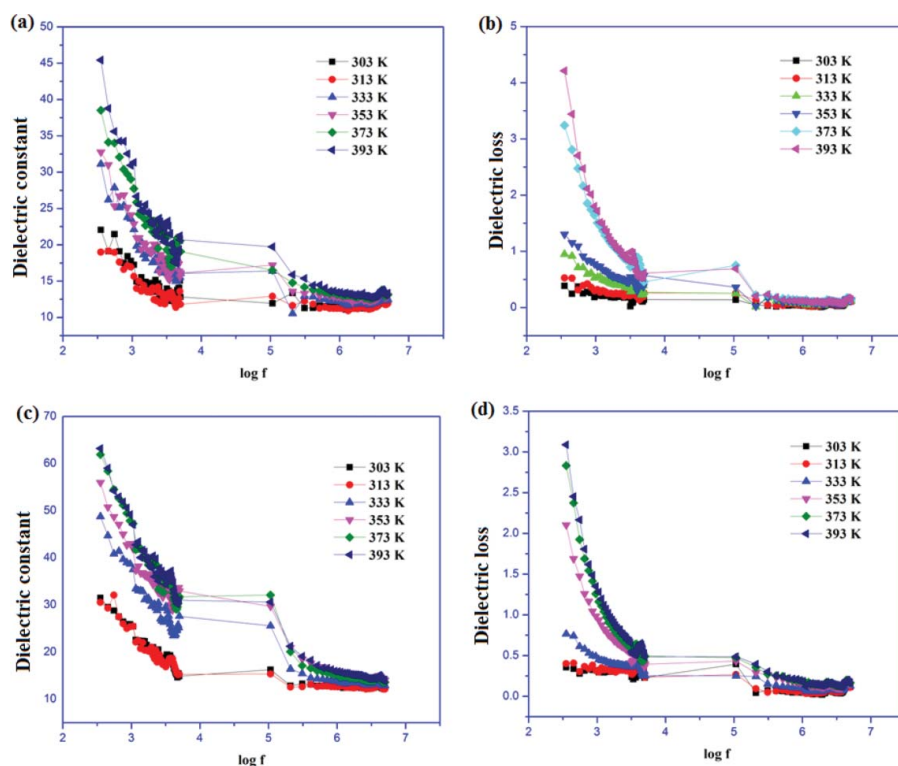 (a)
50
45
40
35
30
25
20
15
10
Dielectric constant
303 K
313 K
333 K
353 K
373 K
393 K
2 3 4 5 6 7
log f
(b)
5
4
3
2
1
0
Dielectric loss
303 K
313 K
333 K
353 K
373 K
393 K
2 3 4 5 6 7
log f
(c)
70
60
50
40
30
20
10
Dielectric constant
303 K
313 K
333 K
353 K
373 K
393 K
2 3 4 5 6 7
log f
(d)
3.5
3.0
2.5
2.0
1.5
1.0
0.5
0.0
Dielectric loss
303 K
313 K
333 K
353 K
373 K
393 K
2 3 4 5 6 7
log f